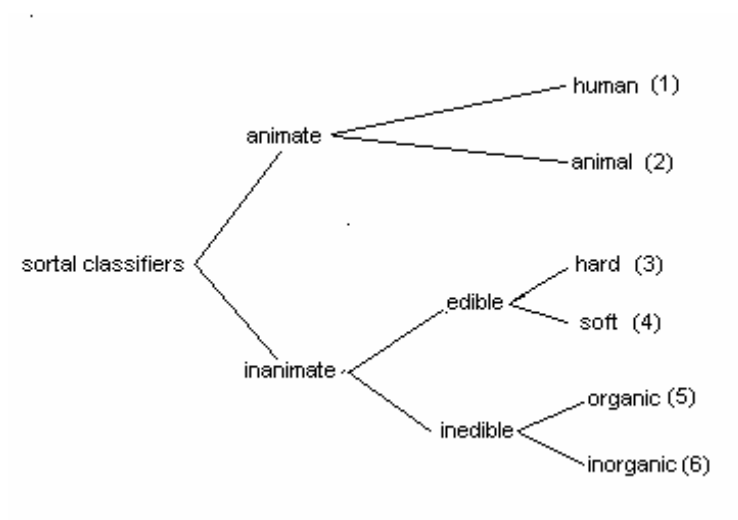 human (1)
animate
animal (2)
sortal classifiers
hard (3)
edible
soft (4)
inanimate
organic (5)
inedible
inorganic (6)